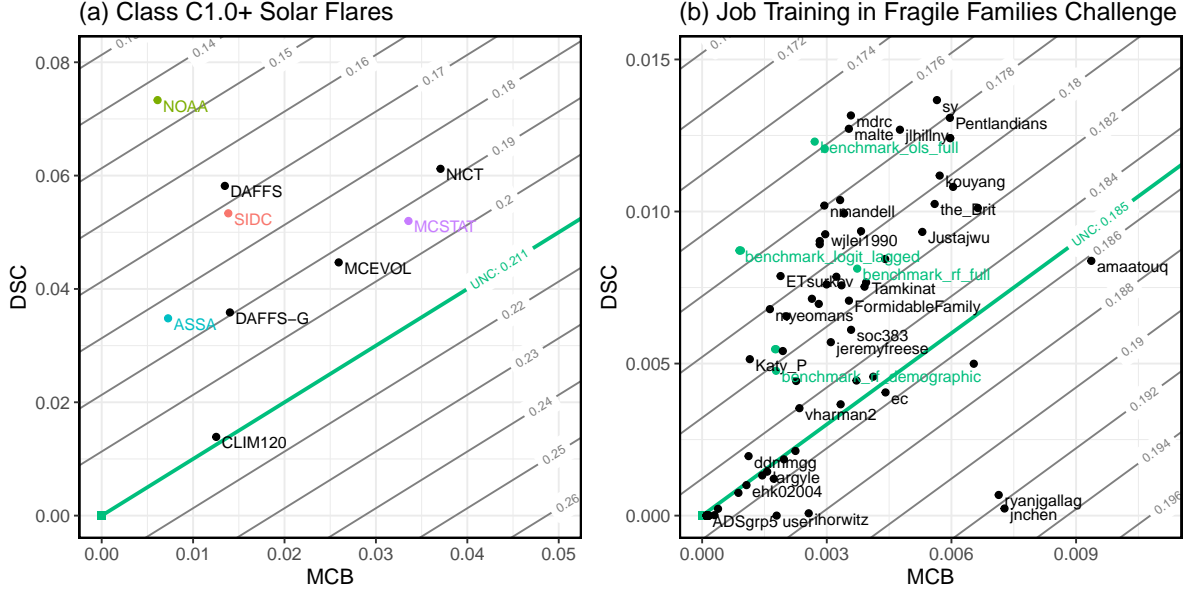 (a) Class C1.0+ Solar Flares
0.14
0.15
0.16
0.17
0.18
0.19
0.2
UNC: 0.211
0.22
0.23
0.24
0.25
0.26
NOAA
DAFFS
SIDC
NICT
MCSTAT
MCEVOL
DAFFS−G
ASSA
CLIM120
0.08
0.06
0.04
0.02
0.00
DSC
0.00
0.01
0.02
0.03
0.04
0.05
MCB
(b) Job Training in Fragile Families Challenge
0.172
0.174
0.176
0.178
0.18
0.182
0.184
UNC: 0.185
0.186
0.188
0.19
0.192
0.194
0.196
sy
mdrc
Pentlandians
malte
jlhillny
benchmark_ols_full
kouyang
nmandell
the_Brit
wjlei1990
Justajwu
benchmark_logit_lagged
amaatouq
benchmark_rf_full
ETsurkov
Tamkinat
FormidableFamily
myeomans
soc383
jeremyfreese
Katy_P
benchmark_rf_demographic
ec
vharman2
ddmmgg
largyle
ehk02004
ryanjgallag
jnchen
ADSgrp5
user
lhorwitz
0.015
0.010
0.005
0.000
DSC
0.000
0.003
0.006
0.009
MCB